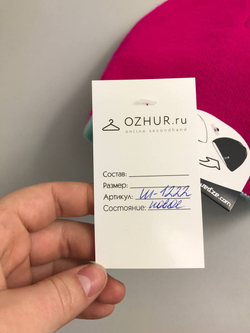 OZHUR.ru
online secondhand
Состав:
Размер:
Артикул: Ш-1222
Состояние: новое